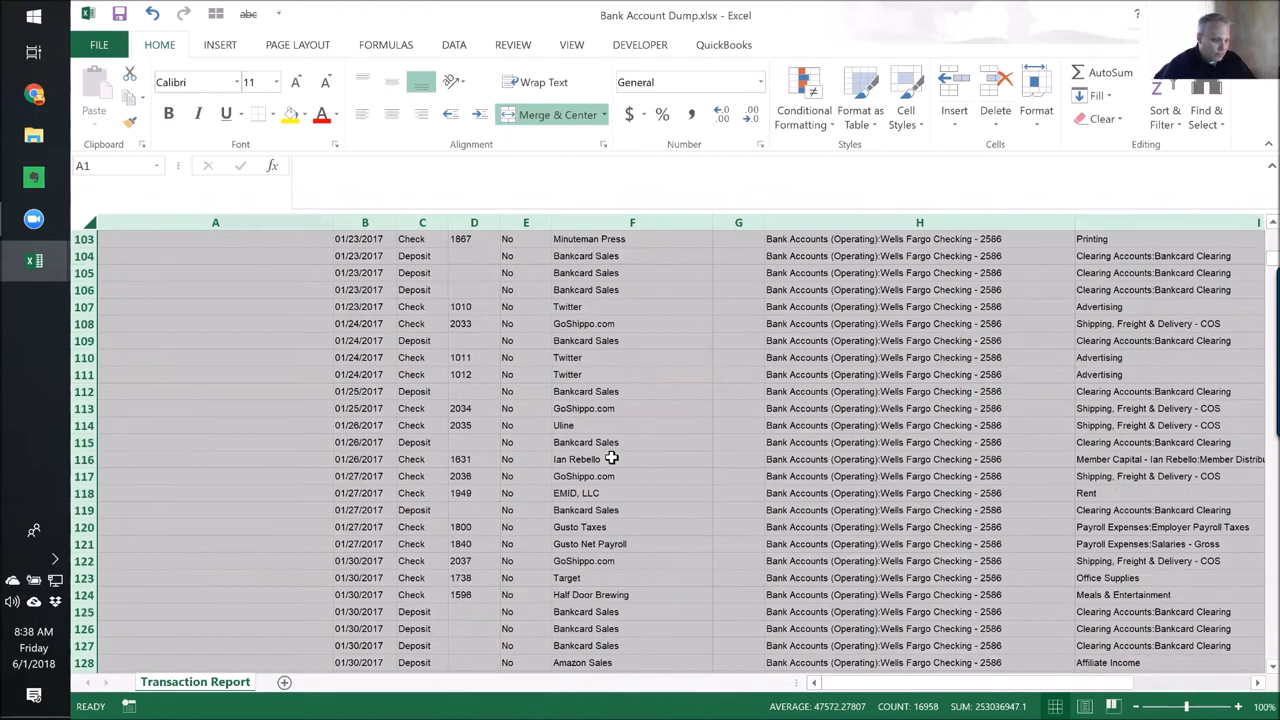 Bank Account Dump.xlsx - Excel
?
abc
FILE HOME INSERT PAGE LAYOUT FORMULAS DATA REVIEW VIEW DEVELOPER QuickBooks
Paste
Calibri 11 A A
B I U A
Wrap Text
Merge & Center
General
$ % ,
Conditional Formatting
Format as Table
Cell Styles
Insert Delete Format
AutoSum
Fill
Clear
Sort & Filter
Find & Select
Clipboard Font Alignment Number Styles Cells Editing
A1 fx
A B C D E F G H I
103 01/23/2017 Check 1867 No Minuteman Press Bank Accounts (Operating):Wells Fargo Checking - 2586 Printing
104 01/23/2017 Deposit No Bankcard Sales Bank Accounts (Operating):Wells Fargo Checking - 2586 Clearing Accounts:Bankcard Clearing
105 01/23/2017 Deposit No Bankcard Sales Bank Accounts (Operating):Wells Fargo Checking - 2586 Clearing Accounts:Bankcard Clearing
106 01/23/2017 Deposit No Bankcard Sales Bank Accounts (Operating):Wells Fargo Checking - 2586 Clearing Accounts:Bankcard Clearing
107 01/23/2017 Check 1010 No Twitter Bank Accounts (Operating):Wells Fargo Checking - 2586 Advertising
108 01/24/2017 Check 2033 No GoShippo.com Bank Accounts (Operating):Wells Fargo Checking - 2586 Shipping, Freight & Delivery - COS
109 01/24/2017 Deposit No Bankcard Sales Bank Accounts (Operating):Wells Fargo Checking - 2586 Clearing Accounts:Bankcard Clearing
110 01/24/2017 Check 1011 No Twitter Bank Accounts (Operating):Wells Fargo Checking - 2586 Advertising
111 01/24/2017 Check 1012 No Twitter Bank Accounts (Operating):Wells Fargo Checking - 2586 Advertising
112 01/25/2017 Deposit No Bankcard Sales Bank Accounts (Operating):Wells Fargo Checking - 2586 Clearing Accounts:Bankcard Clearing
113 01/25/2017 Check 2034 No GoShippo.com Bank Accounts (Operating):Wells Fargo Checking - 2586 Shipping, Freight & Delivery - COS
114 01/26/2017 Check 2035 No Uline Bank Accounts (Operating):Wells Fargo Checking - 2586 Shipping, Freight & Delivery - COS
115 01/26/2017 Deposit No Bankcard Sales Bank Accounts (Operating):Wells Fargo Checking - 2586 Clearing Accounts:Bankcard Clearing
116 01/26/2017 Check 1631 No Ian Rebello Bank Accounts (Operating):Wells Fargo Checking - 2586 Member Capital - Ian Rebello:Member Distribu
117 01/27/2017 Check 2036 No GoShippo.com Bank Accounts (Operating):Wells Fargo Checking - 2586 Shipping, Freight & Delivery - COS
118 01/27/2017 Check 1949 No EMID, LLC Bank Accounts (Operating):Wells Fargo Checking - 2586 Rent
119 01/27/2017 Deposit No Bankcard Sales Bank Accounts (Operating):Wells Fargo Checking - 2586 Clearing Accounts:Bankcard Clearing
120 01/27/2017 Check 1800 No Gusto Taxes Bank Accounts (Operating):Wells Fargo Checking - 2586 Payroll Expenses:Employer Payroll Taxes
121 01/27/2017 Check 1840 No Gusto Net Payroll Bank Accounts (Operating):Wells Fargo Checking - 2586 Payroll Expenses:Salaries - Gross
122 01/30/2017 Check 2037 No GoShippo.com Bank Accounts (Operating):Wells Fargo Checking - 2586 Shipping, Freight & Delivery - COS
123 01/30/2017 Check 1738 No Target Bank Accounts (Operating):Wells Fargo Checking - 2586 Office Supplies
124 01/30/2017 Check 1596 No Half Door Brewing Bank Accounts (Operating):Wells Fargo Checking - 2586 Meals & Entertainment
125 01/30/2017 Deposit No Bankcard Sales Bank Accounts (Operating):Wells Fargo Checking - 2586 Clearing Accounts:Bankcard Clearing
126 01/30/2017 Deposit No Bankcard Sales Bank Accounts (Operating):Wells Fargo Checking - 2586 Clearing Accounts:Bankcard Clearing
127 01/30/2017 Deposit No Bankcard Sales Bank Accounts (Operating):Wells Fargo Checking - 2586 Clearing Accounts:Bankcard Clearing
128 01/30/2017 Deposit No Amazon Sales Bank Accounts (Operating):Wells Fargo Checking - 2586 Affiliate Income
8:38 AM
Friday
6/1/2018
Transaction Report
READY AVERAGE: 47572.27807 COUNT: 16958 SUM: 253036947.1 100%